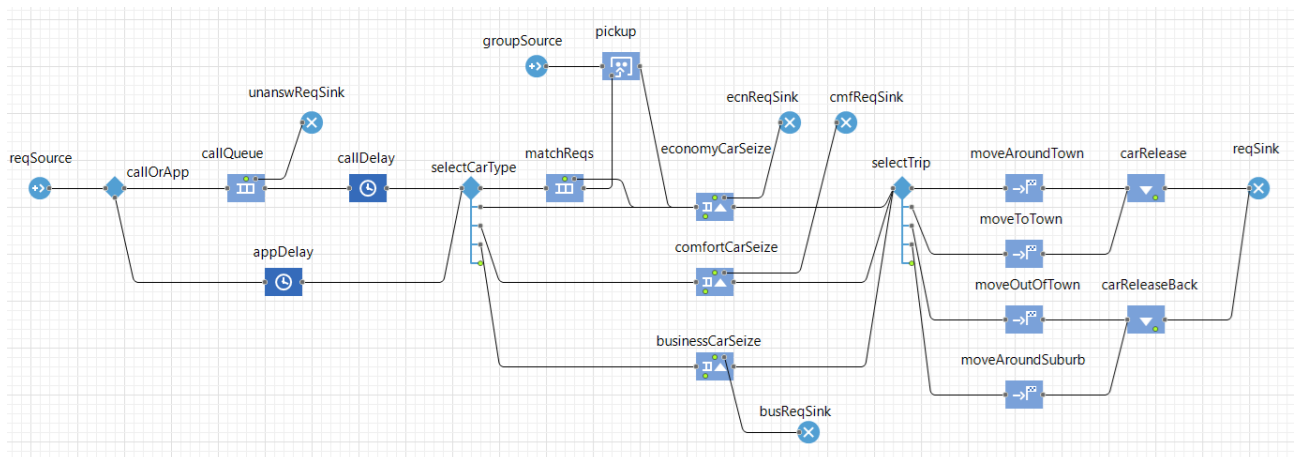 pickup
groupSource
unanswReqSink
ecnReqSink
cmfReqSink
reqSource
callOrApp
callQueue
callDelay
selectCarType
matchReqs
economyCarSeize
selectTrip
moveAroundTown
carRelease
reqSink
moveToTown
appDelay
comfortCarSeize
moveOutOfTown
carReleaseBack
businessCarSeize
moveAroundSuburb
busReqSink